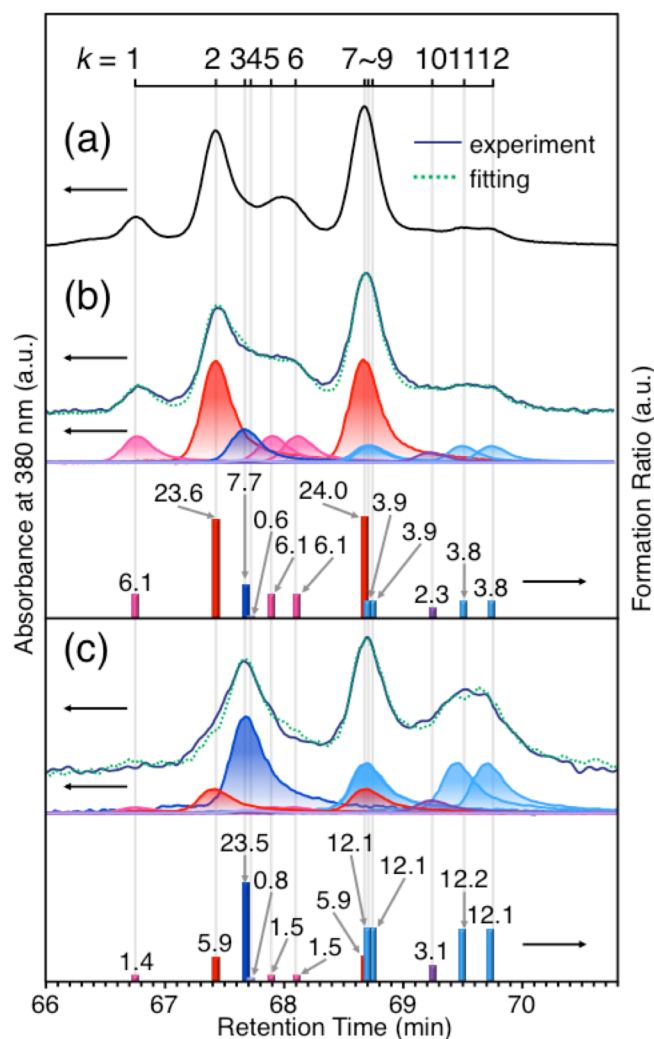 k = 1 2 3 4 5 6 7~9 10 11 12
(a)
experiment
fitting
(b)
23.6 7.7 0.6 6.1 6.1 24.0 3.9 3.9 3.8
6.1 2.3 3.8
(c)
23.5 0.8 1.5 12.1 12.1 12.2
5.9 1.5 5.9 3.1 12.1
1.4
66 67 68 69 70
Retention Time (min)
Absorbance at 380 nm (a.u.)
Formation Ratio (a.u.)